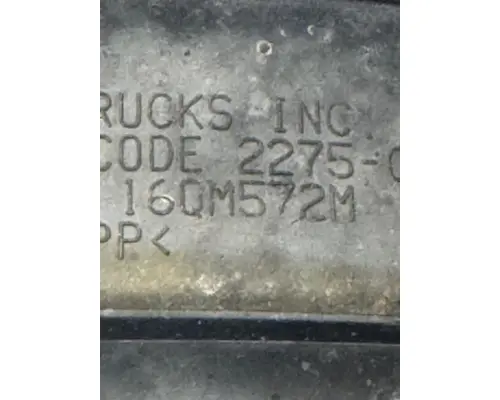 RUCKS INC.
CODE 2275-
16QM572M
PP<